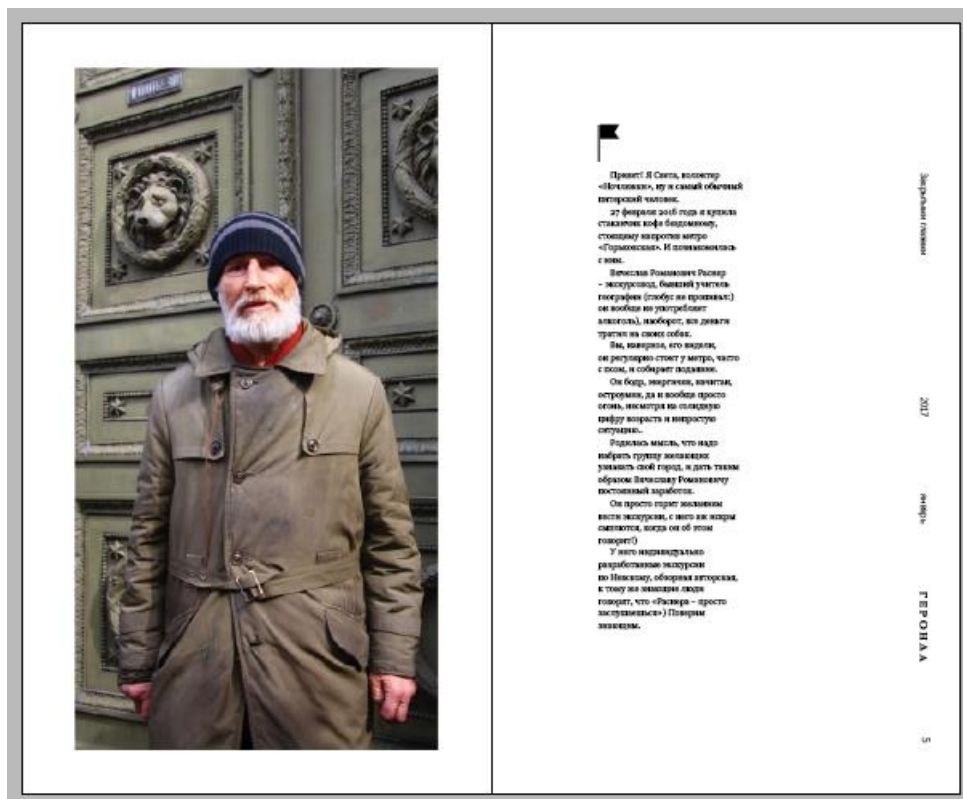 Привет! Я Света, волонтер
«Ночлежки», ну и самый обычный
питерский человек.
27 февраля 2016 года я купила
стаканчик кофе бездомному,
стоящему напротив метро
«Горьковская». И познакомилась
с ним.
Вячеслав Романович Раснер
– экскурсовод, бывший учитель
географии (глобус не пропивал:)
он вообще не употребляет
алкоголь), наоборот, все деньги
тратил на своих собак.
Вы, наверное, его видели,
он регулярно стоит у метро, часто
с псом, и собирает подаяние.
Он бодр, энергичен, начитан,
остроумен, да и вообще просто
огонь, несмотря на солидную
цифру возраста и непростую
ситуацию..
Родилась мысль, что надо
набрать группу желающих
узнавать свой город, и дать таким
образом Вячеславу Романовичу
постоянный заработок.
Он просто горит желанием
вести экскурсии, с него аж искры
сыплются, когда он об этом
говорит!)
У него индивидуально
разработанные экскурсии
по Невскому, обзорная авторская,
к тому же знающие люди
говорят, что «Раснера – просто
заслушаешься») Поверим
знающим.
Закрытыми глазами
2017
январь
5